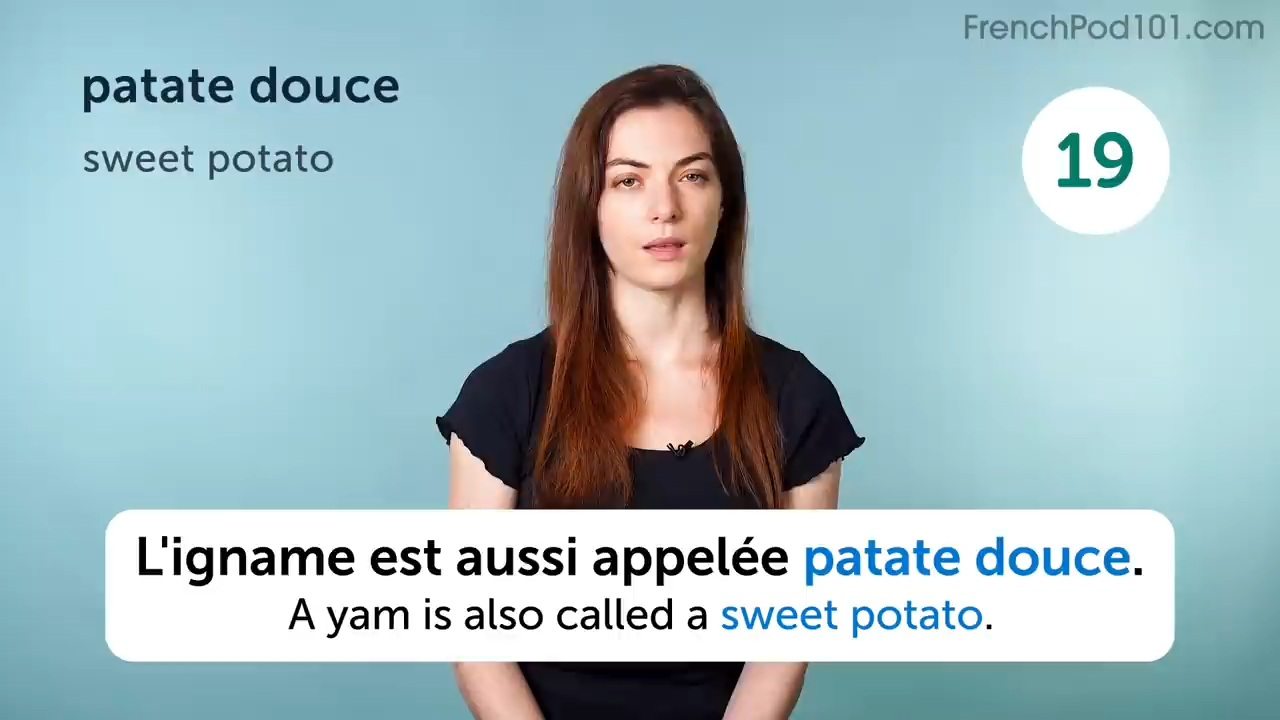 FrenchPod101.com
patate douce
sweet potato
19
L'igname est aussi appelée patate douce.
A yam is also called a sweet potato.